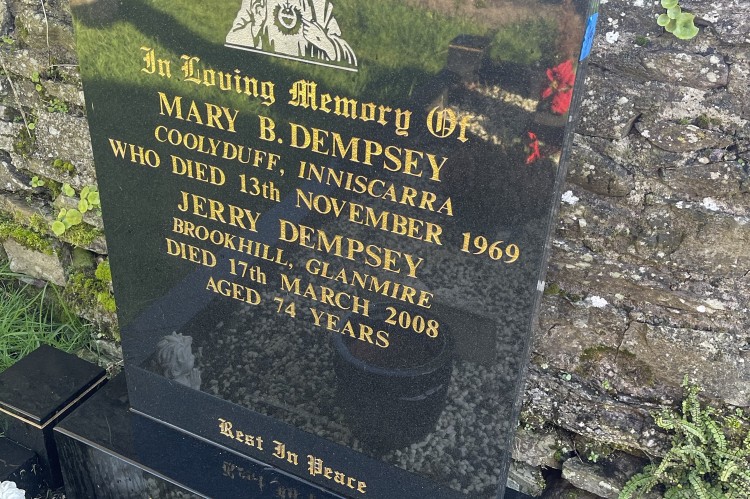 In Loving Memory Of
MARY B. DEMPSEY
COOLYDUFF, INNISCARRA
WHO DIED 13th NOVEMBER 1969
JERRY DEMPSEY
BROOKHILL, GLANMIRE
DIED 17th MARCH 2008
AGED 74 YEARS
Rest In Peace